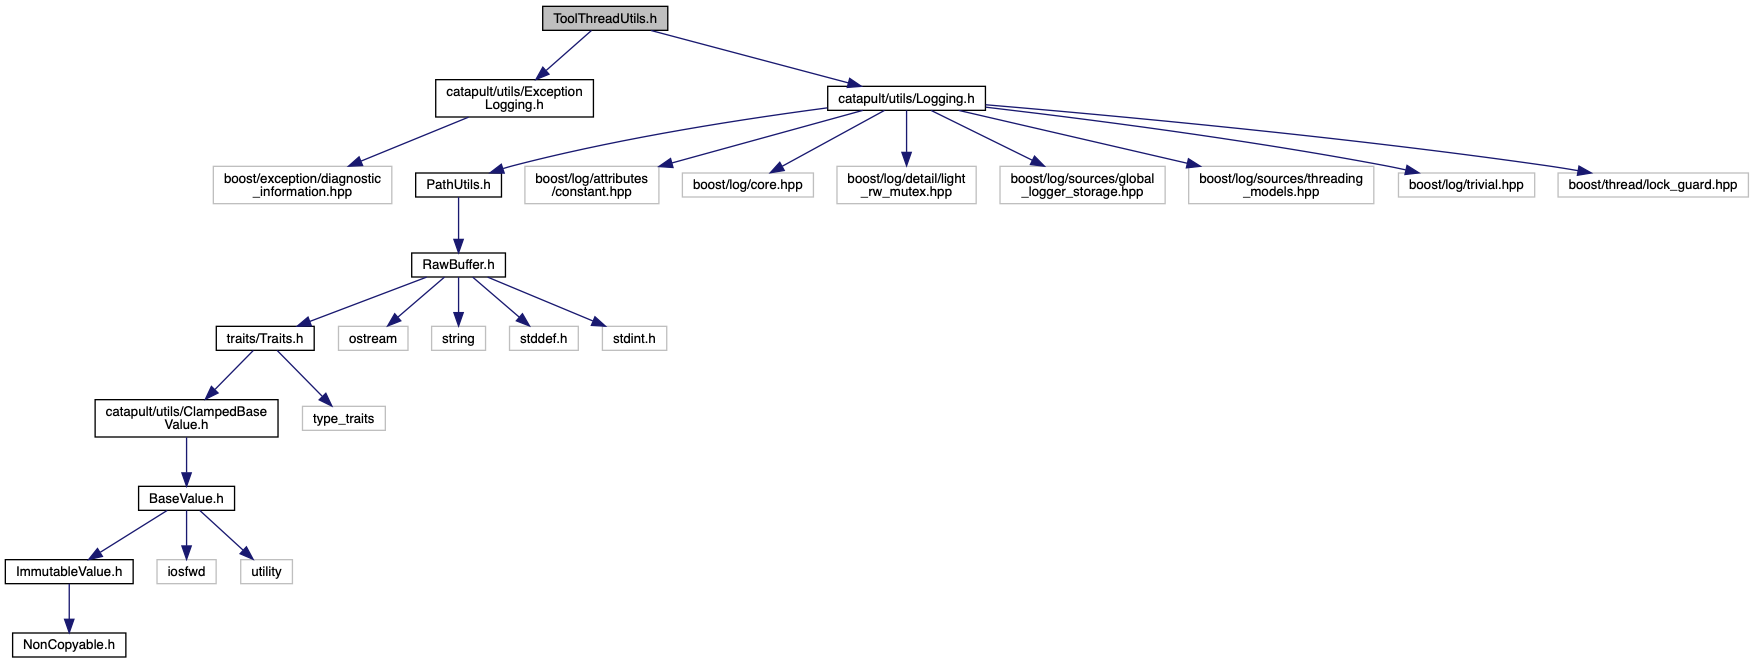 ToolThreadUtils.h
catapult/utils/Exception
Logging.h
catapult/utils/Logging.h
boost/exception/diagnostic
_information.hpp
PathUtils.h
boost/log/attributes
/constant.hpp
boost/log/core.hpp
boost/log/detail/light
_rw_mutex.hpp
boost/log/sources/global
_logger_storage.hpp
boost/log/sources/threading
_models.hpp
boost/log/trivial.hpp
boost/thread/lock_guard.hpp
RawBuffer.h
traits/Traits.h
ostream
string
stddef.h
stdint.h
catapult/utils/ClampedBase
Value.h
type_traits
BaseValue.h
ImmutableValue.h
iosfwd
utility
NonCopyable.h